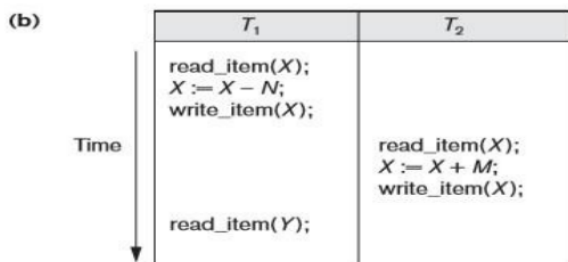 (b)
T1 T2
read_item(X);
X := X – N;
write_item(X);
Time
read_item(X);
X := X + M;
write_item(X);
read_item(Y);